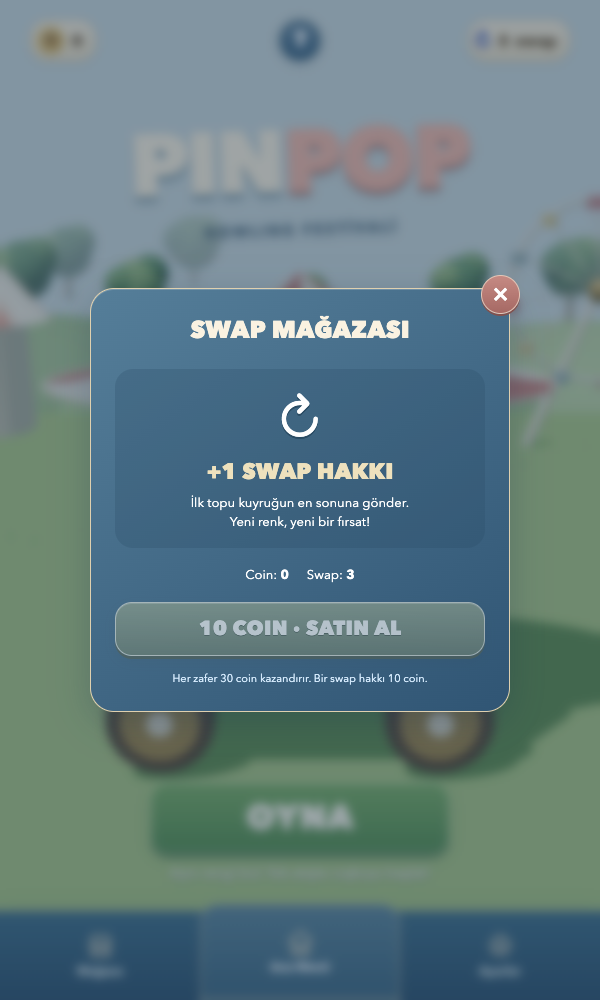 PINPOP
SWAP MAĞAZASI
+1 SWAP HAKKI
İlk topu kuyruğun en sonuna gönder.
Yeni renk, yeni bir fırsat!
Coin: 0 Swap: 3
10 COIN • SATIN AL
Her zafer 30 coin kazandırır. Bir swap hakkı 10 coin.
OYNA